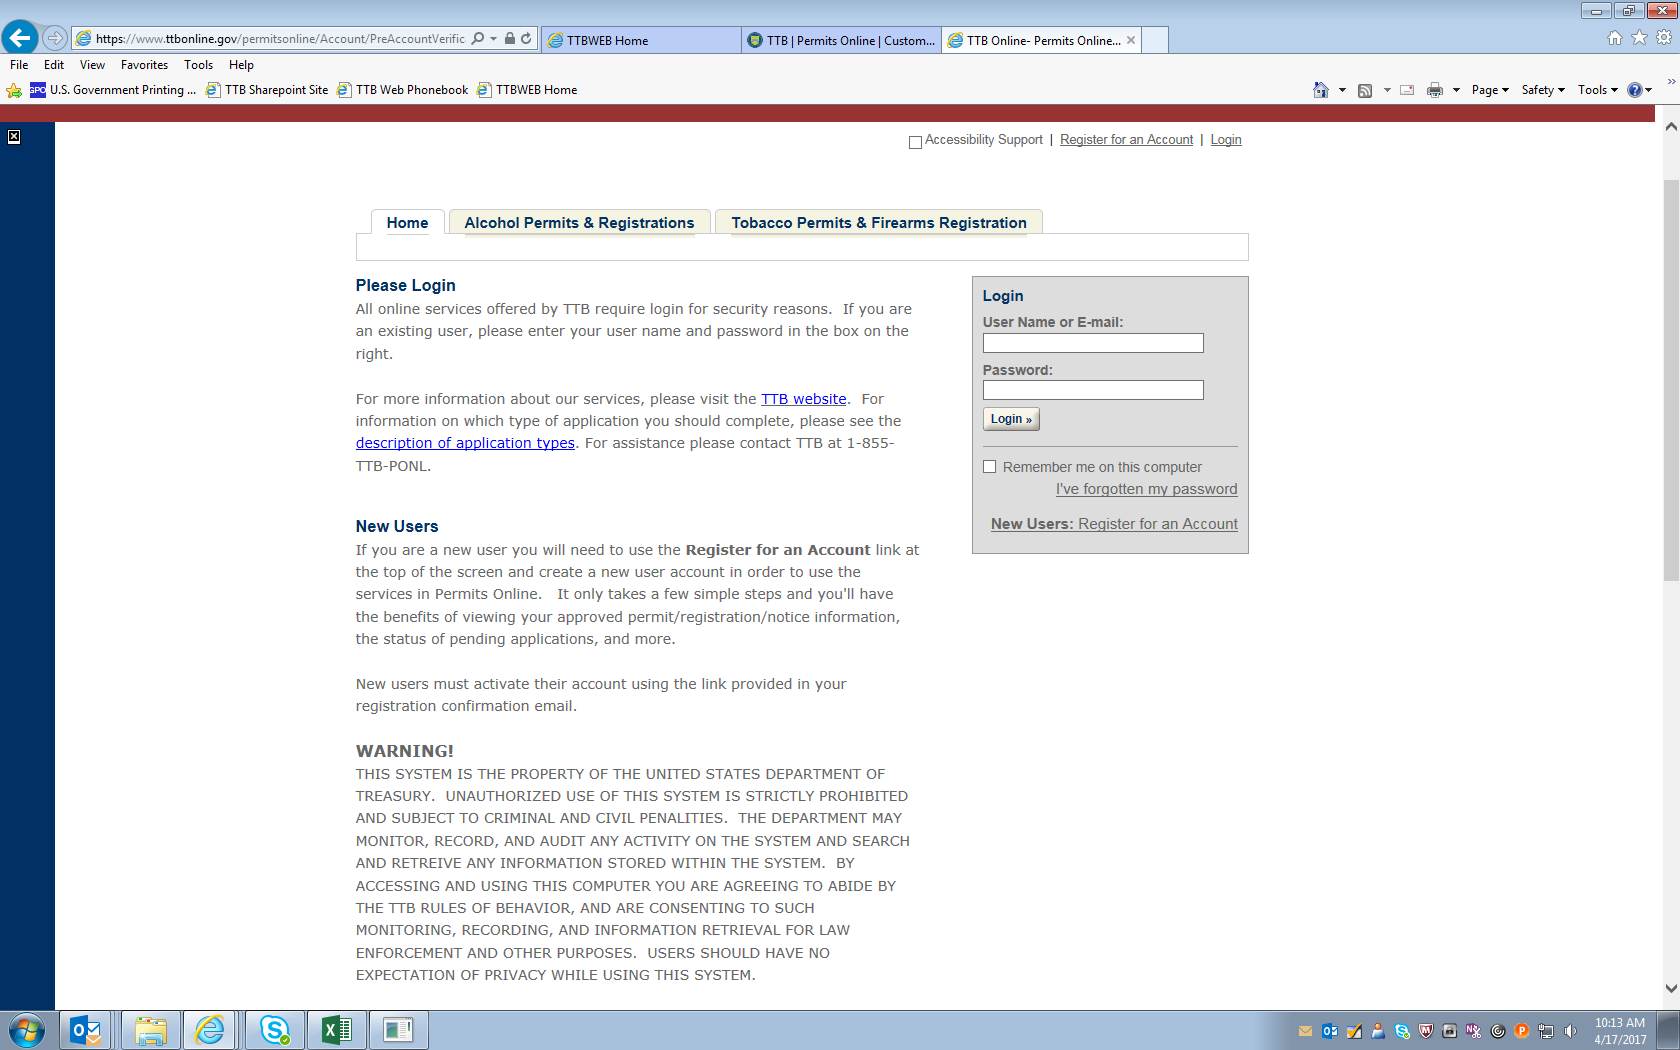 https://www.ttbonline.gov/permitsonline/Account/PreAccountVerific
TTBWEB Home
TTB | Permits Online | Custom...
TTB Online- Permits Online...
File Edit View Favorites Tools Help
GPO U.S. Government Printing ... TTB Sharepoint Site TTB Web Phonebook TTBWEB Home
Page Safety Tools
Accessibility Support | Register for an Account | Login
Home Alcohol Permits & Registrations Tobacco Permits & Firearms Registration
Please Login
All online services offered by TTB require login for security reasons. If you are
an existing user, please enter your user name and password in the box on the
right.
For more information about our services, please visit the TTB website. For
information on which type of application you should complete, please see the
description of application types. For assistance please contact TTB at 1-855-
TTB-PONL.
New Users
If you are a new user you will need to use the Register for an Account link at
the top of the screen and create a new user account in order to use the
services in Permits Online. It only takes a few simple steps and you'll have
the benefits of viewing your approved permit/registration/notice information,
the status of pending applications, and more.
New users must activate their account using the link provided in your
registration confirmation email.
WARNING!
THIS SYSTEM IS THE PROPERTY OF THE UNITED STATES DEPARTMENT OF
TREASURY. UNAUTHORIZED USE OF THIS SYSTEM IS STRICTLY PROHIBITED
AND SUBJECT TO CRIMINAL AND CIVIL PENALITIES. THE DEPARTMENT MAY
MONITOR, RECORD, AND AUDIT ANY ACTIVITY ON THE SYSTEM AND SEARCH
AND RETREIVE ANY INFORMATION STORED WITHIN THE SYSTEM. BY
ACCESSING AND USING THIS COMPUTER YOU ARE AGREEING TO ABIDE BY
THE TTB RULES OF BEHAVIOR, AND ARE CONSENTING TO SUCH
MONITORING, RECORDING, AND INFORMATION RETRIEVAL FOR LAW
ENFORCEMENT AND OTHER PURPOSES. USERS SHOULD HAVE NO
EXPECTATION OF PRIVACY WHILE USING THIS SYSTEM.
Login
User Name or E-mail:
Password:
Login »
Remember me on this computer
I've forgotten my password
New Users: Register for an Account
10:13 AM
4/17/2017